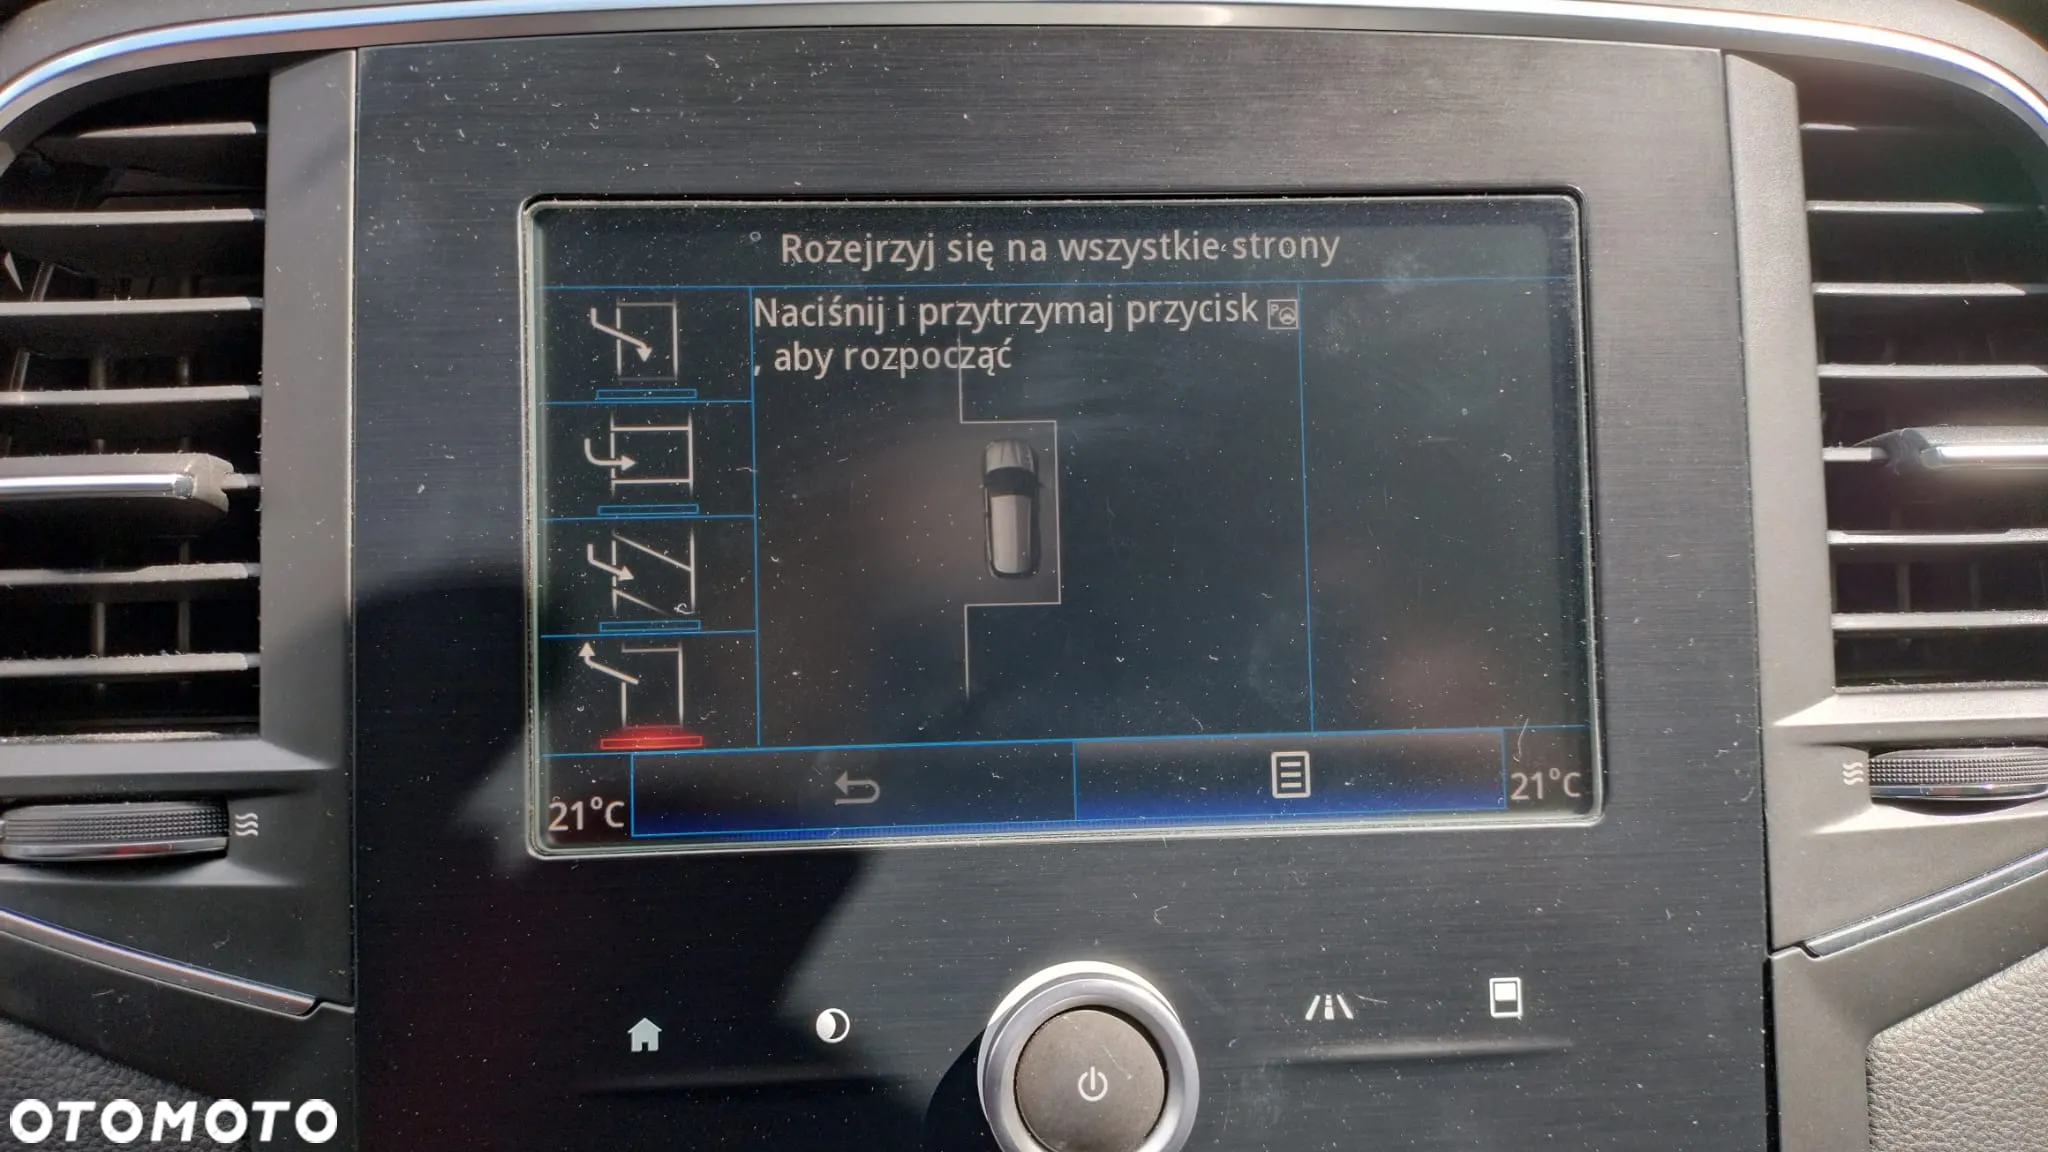 Rozejrzyj się na wszystkie strony
Naciśnij i przytrzymaj przycisk
, aby rozpocząć
21°C
21°C
OTOMOTO